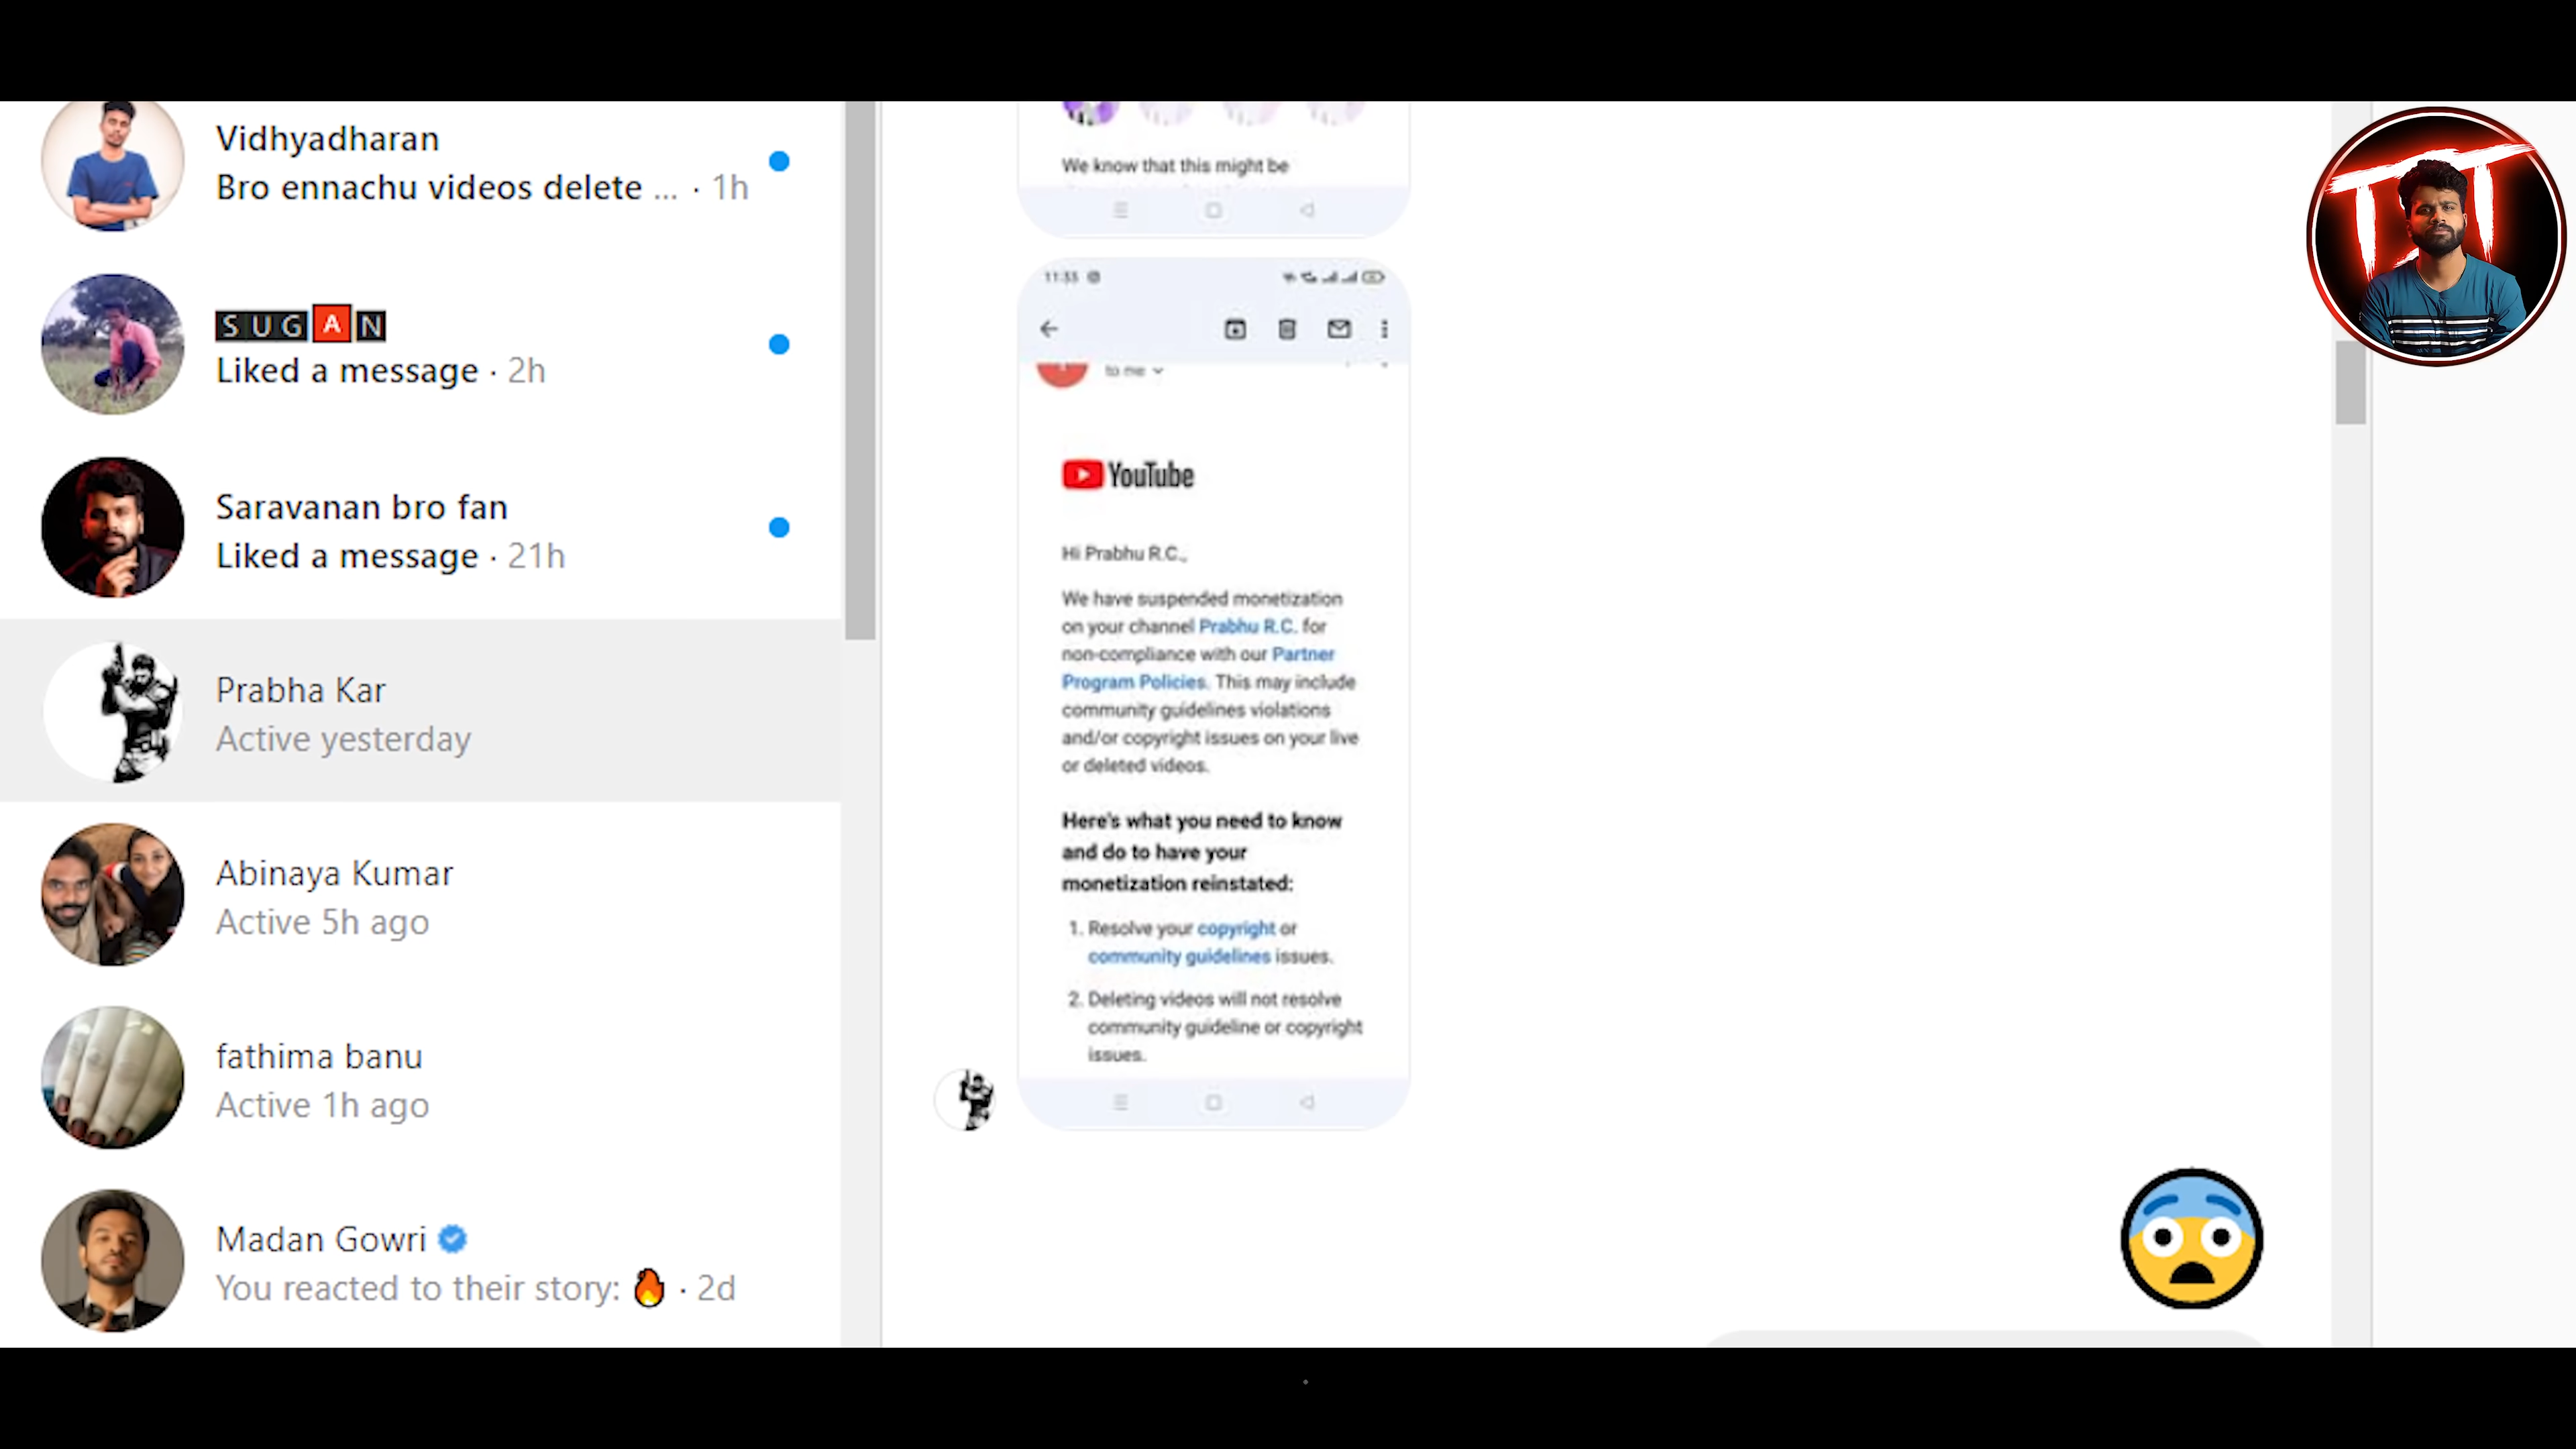 Vidhyadharan
Bro ennachu videos delete ... · 1h
SUGAN
Liked a message · 2h
Saravanan bro fan
Liked a message · 21h
Prabha Kar
Active yesterday
Abinaya Kumar
Active 5h ago
fathima banu
Active 1h ago
Madan Gowri
You reacted to their story: 🔥 · 2d
We know that this might be
11:33
to me
YouTube
Hi Prabhu R.C.,
We have suspended monetization
on your channel Prabhu R.C. for
non-compliance with our Partner
Program Policies. This may include
community guidelines violations
and/or copyright issues on your live
or deleted videos.
Here's what you need to know
and do to have your
monetization reinstated:
1. Resolve your copyright or
community guidelines issues.
2. Deleting videos will not resolve
community guideline or copyright
issues.